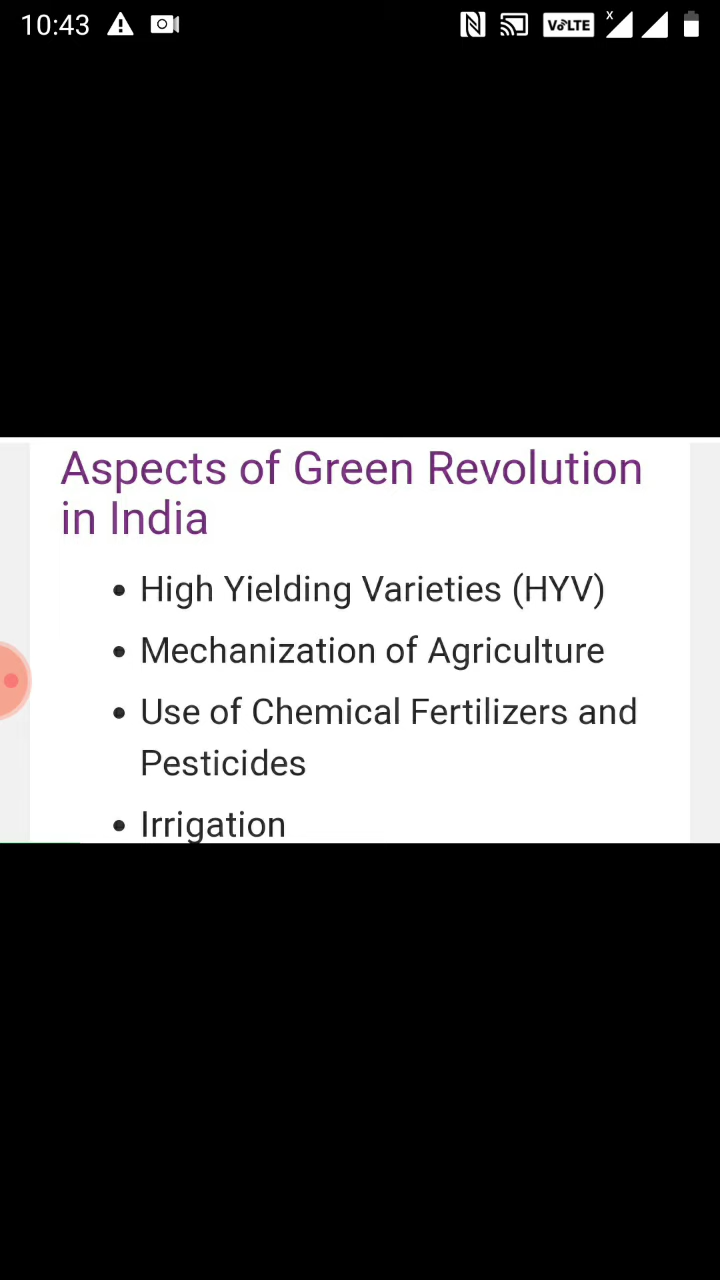 10:43
VoLTE
x
Aspects of Green Revolution
in India
• High Yielding Varieties (HYV)
• Mechanization of Agriculture
• Use of Chemical Fertilizers and
Pesticides
• Irrigation